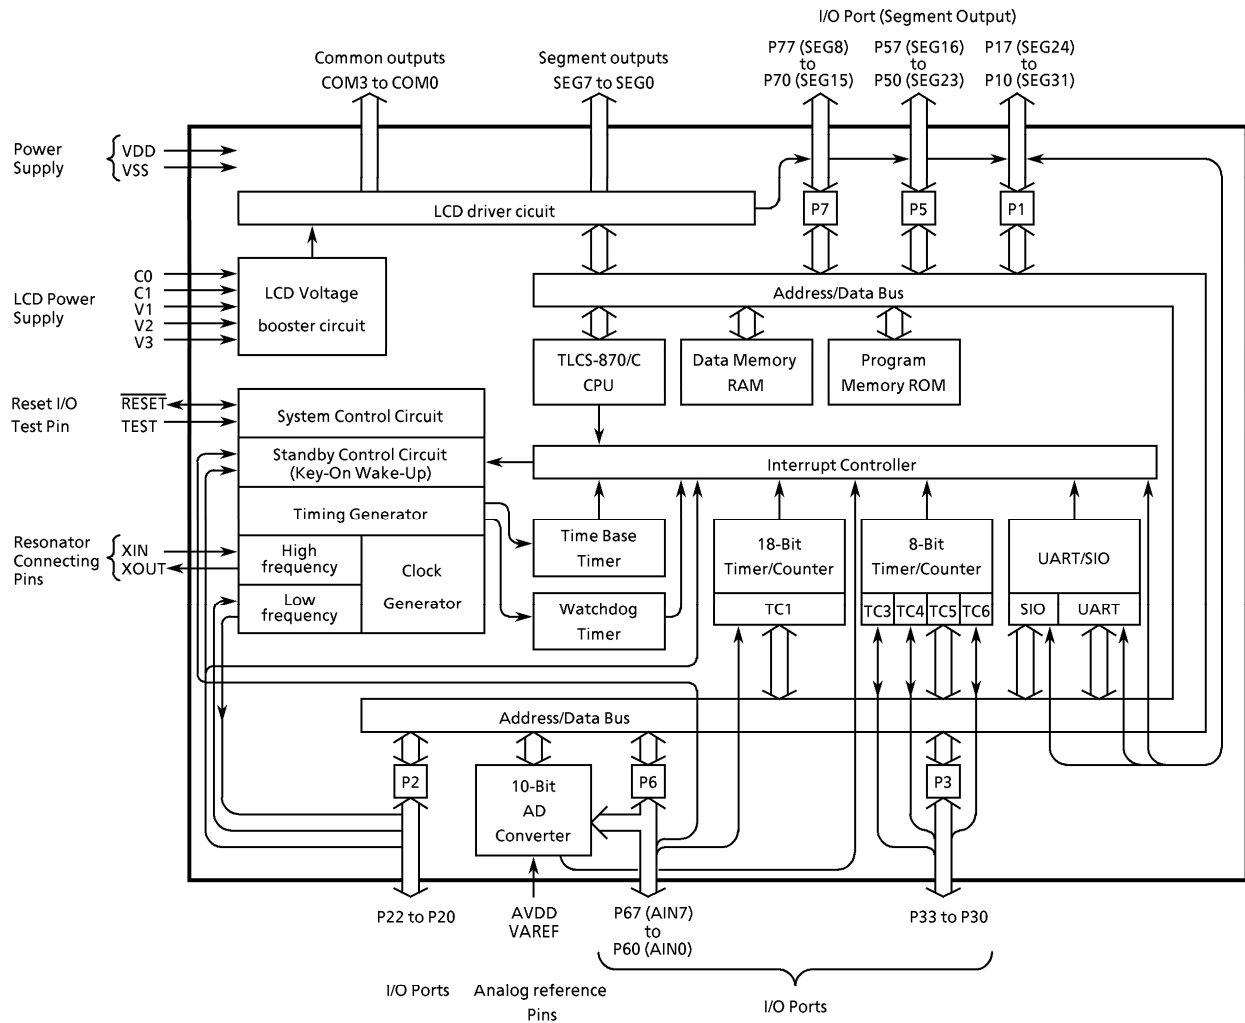 I/O Port (Segment Output)
Common outputs
COM3 to COM0
Segment outputs
SEG7 to SEG0
P77 (SEG8)
to
P70 (SEG15)
P57 (SEG16)
to
P50 (SEG23)
P17 (SEG24)
to
P10 (SEG31)
Power
Supply
VDD
VSS
LCD driver cicuit
P7
P5
P1
LCD Power
Supply
C0
C1
V1
V2
V3
LCD Voltage
booster circuit
Address/Data Bus
TLCS-870/C
CPU
Data Memory
RAM
Program
Memory ROM
Reset I/O
Test Pin
RESET
TEST
System Control Circuit
Standby Control Circuit
(Key-On Wake-Up)
Interrupt Controller
Timing Generator
Resonator
Connecting
Pins
XIN
XOUT
High
frequency
Low
frequency
Clock
Generator
Time Base
Timer
Watchdog
Timer
18-Bit
Timer/Counter
TC1
8-Bit
Timer/Counter
TC3
TC4
TC5
TC6
UART/SIO
SIO
UART
Address/Data Bus
P2
10-Bit
AD
Converter
P6
P3
P22 to P20
AVDD
VAREF
P67 (AIN7)
to
P60 (AIN0)
P33 to P30
I/O Ports
Analog reference
Pins
I/O Ports